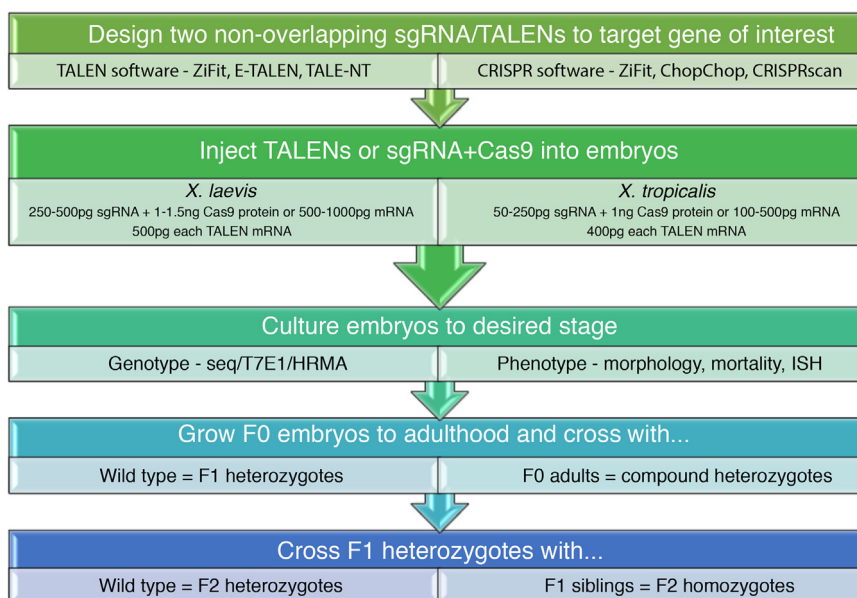 Design two non-overlapping sgRNA/TALENs to target gene of interest
TALEN software - ZiFit, E-TALEN, TALE-NT
CRISPR software - ZiFit, ChopChop, CRISPRscan
Inject TALENs or sgRNA+Cas9 into embryos
X. laevis
250-500pg sgRNA + 1-1.5ng Cas9 protein or 500-1000pg mRNA
500pg each TALEN mRNA
X. tropicalis
50-250pg sgRNA + 1ng Cas9 protein or 100-500pg mRNA
400pg each TALEN mRNA
Culture embryos to desired stage
Genotype - seq/T7E1/HRMA
Phenotype - morphology, mortality, ISH
Grow F0 embryos to adulthood and cross with...
Wild type = F1 heterozygotes
F0 adults = compound heterozygotes
Cross F1 heterozygotes with...
Wild type = F2 heterozygotes
F1 siblings = F2 homozygotes